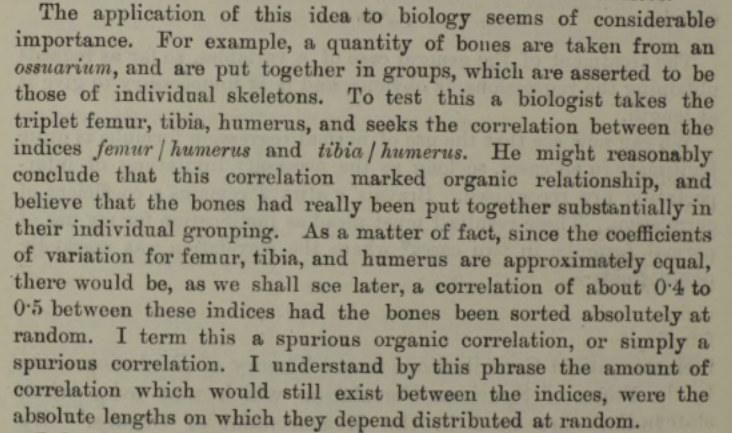 The application of this idea to biology seems of considerable
importance. For example, a quantity of bones are taken from an
ossuarium, and are put together in groups, which are asserted to be
those of individual skeletons. To test this a biologist takes the
triplet femur, tibia, humerus, and seeks the correlation between the
indices femur / humerus and tibia / humerus. He might reasonably
conclude that this correlation marked organic relationship, and
believe that the bones had really been put together substantially in
their individual grouping. As a matter of fact, since the coefficients
of variation for femur, tibia, and humerus are approximately equal,
there would be, as we shall see later, a correlation of about 0·4 to
0·5 between these indices had the bones been sorted absolutely at
random. I term this a spurious organic correlation, or simply a
spurious correlation. I understand by this phrase the amount of
correlation which would still exist between the indices, were the
absolute lengths on which they depend distributed at random.